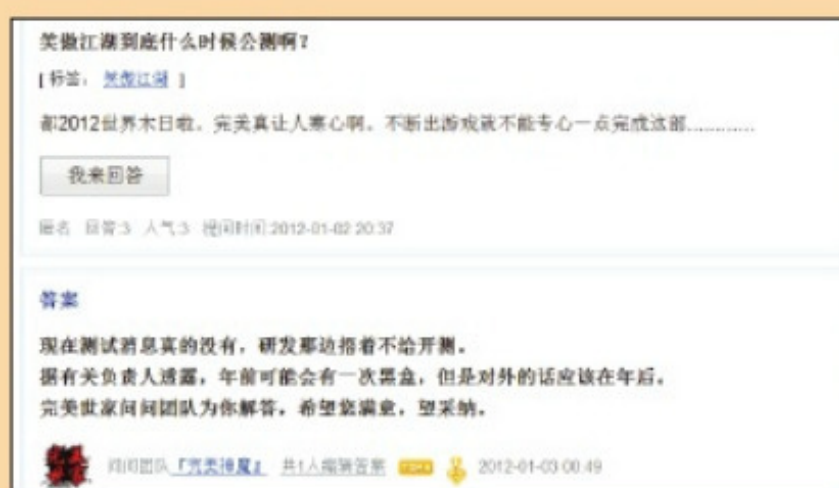 笑傲江湖到底什么时候公测啊?
[ 标签: 笑傲江湖 ]
都2012世界末日啦。完美真让人寒心啊。不断出游戏就不能专心一点完成这部…………
我来回答
匿名 回答:3 人气:3 提问时间:2012-01-02 20:37
答案
现在测试消息真的没有,研发那边捂着不给开测。
据有关负责人透露,年前可能会有一次黑盒,但是对外的话应该在年后。
完美世家问问团队为你解答,希望您满意,望采纳。
问问团队『完美神魔』 共1人编辑答案 2012-01-03 00:49